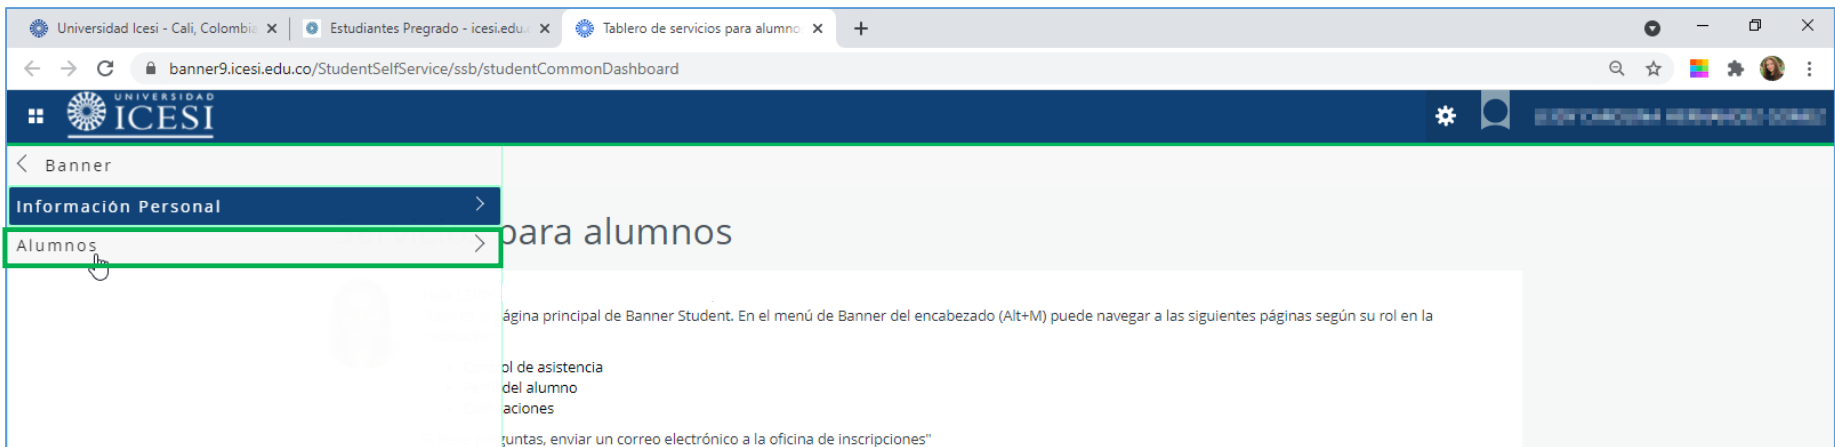 Universidad Icesi - Cali, Colombia
Estudiantes Pregrado - icesi.edu.c
Tablero de servicios para alumno
banner9.icesi.edu.co/StudentSelfService/ssb/studentCommonDashboard
UNIVERSIDAD
ICESI
Banner
Información Personal
Alumnos
para alumnos
ágina principal de Banner Student. En el menú de Banner del encabezado (Alt+M) puede navegar a las siguientes páginas según su rol en la
ol de asistencia
del alumno
aciones
guntas, enviar un correo electrónico a la oficina de inscripciones"